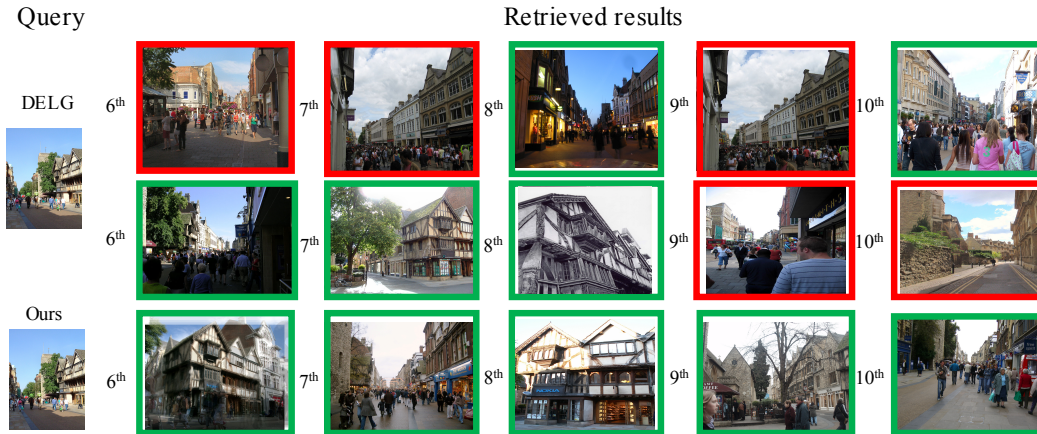 Query Retrieved results
DELG 6th 7th 8th 9th 10th
6th 7th 8th 9th 10th
Ours
6th 7th 8th 9th 10th